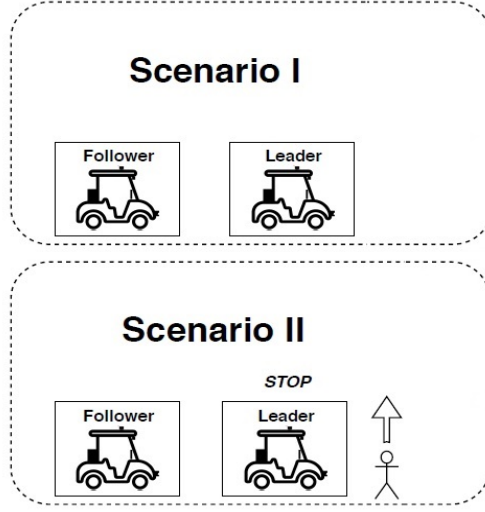 Scenario I
Follower
Leader
Scenario II
STOP
Follower
Leader